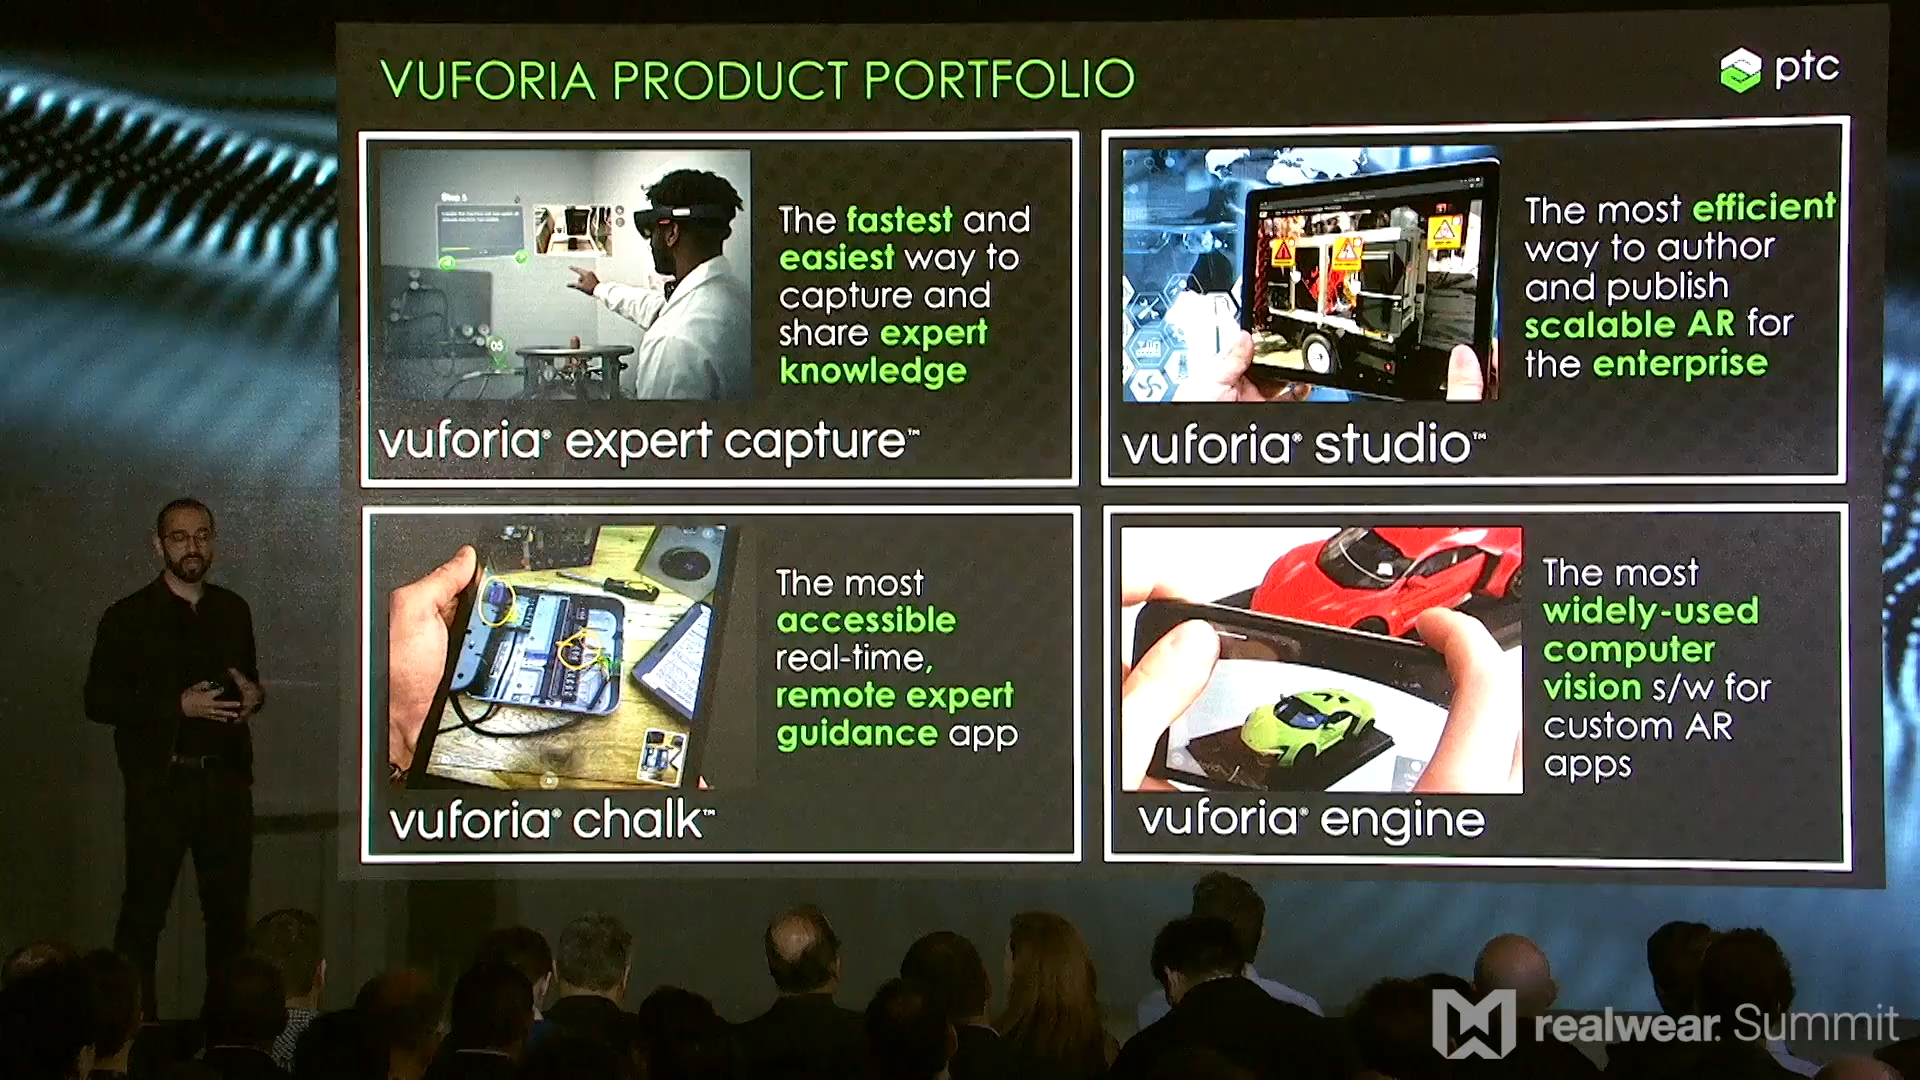 VUFORIA PRODUCT PORTFOLIO
ptc
Step 5
05
The fastest and
easiest way to
capture and
share expert
knowledge
vuforia® expert capture™
The most efficient
way to author
and publish
scalable AR for
the enterprise
vuforia® studio™
The most
accessible
real-time,
remote expert
guidance app
vuforia® chalk™
The most
widely-used
computer
vision s/w for
custom AR
apps
vuforia® engine
realwear. Summit